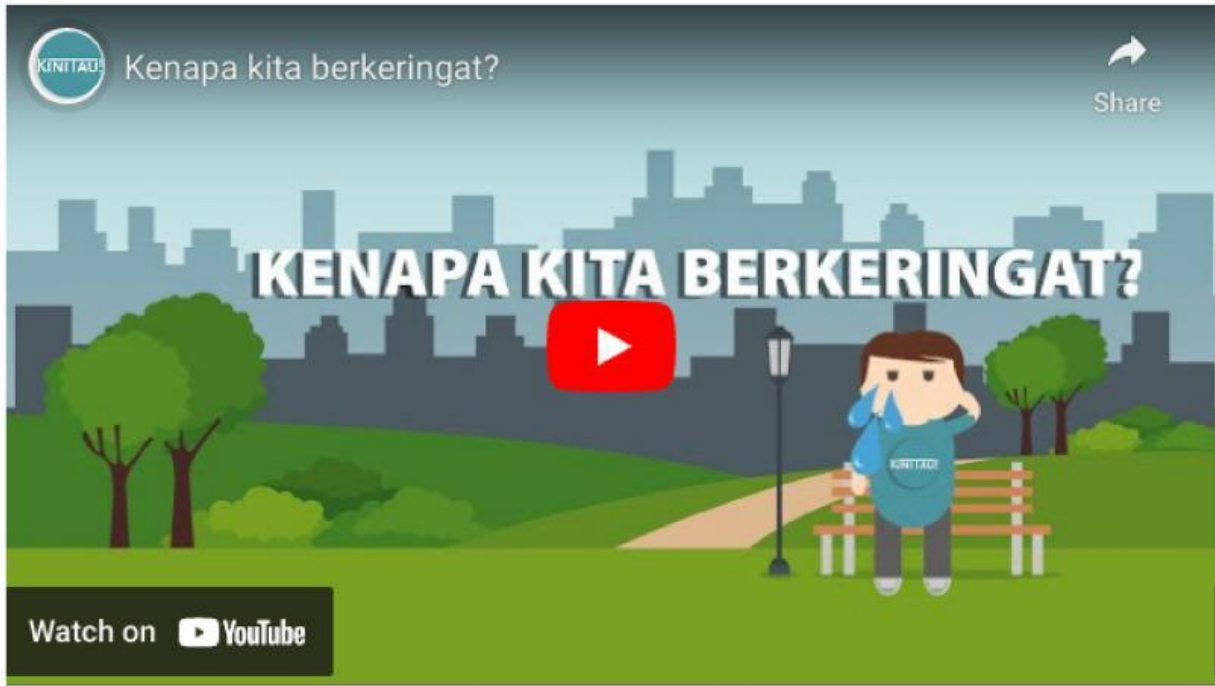 KINITAU!
Kenapa kita berkeringat?
Share
KENAPA KITA BERKERINGAT?
KINITAU!
Watch on YouTube